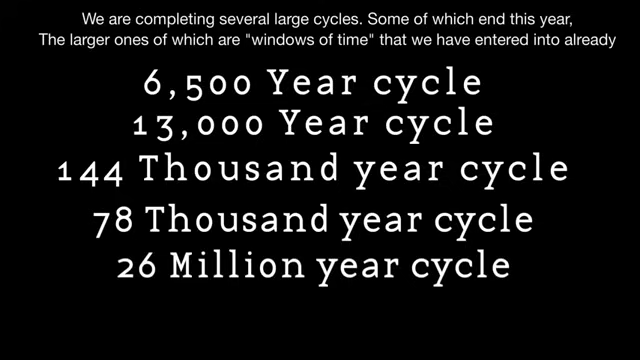 We are completing several large cycles. Some of which end this year,
The larger ones of which are "windows of time" that we have entered into already
6,500 Year cycle
13,000 Year cycle
144 Thousand year cycle
78 Thousand year cycle
26 Million year cycle